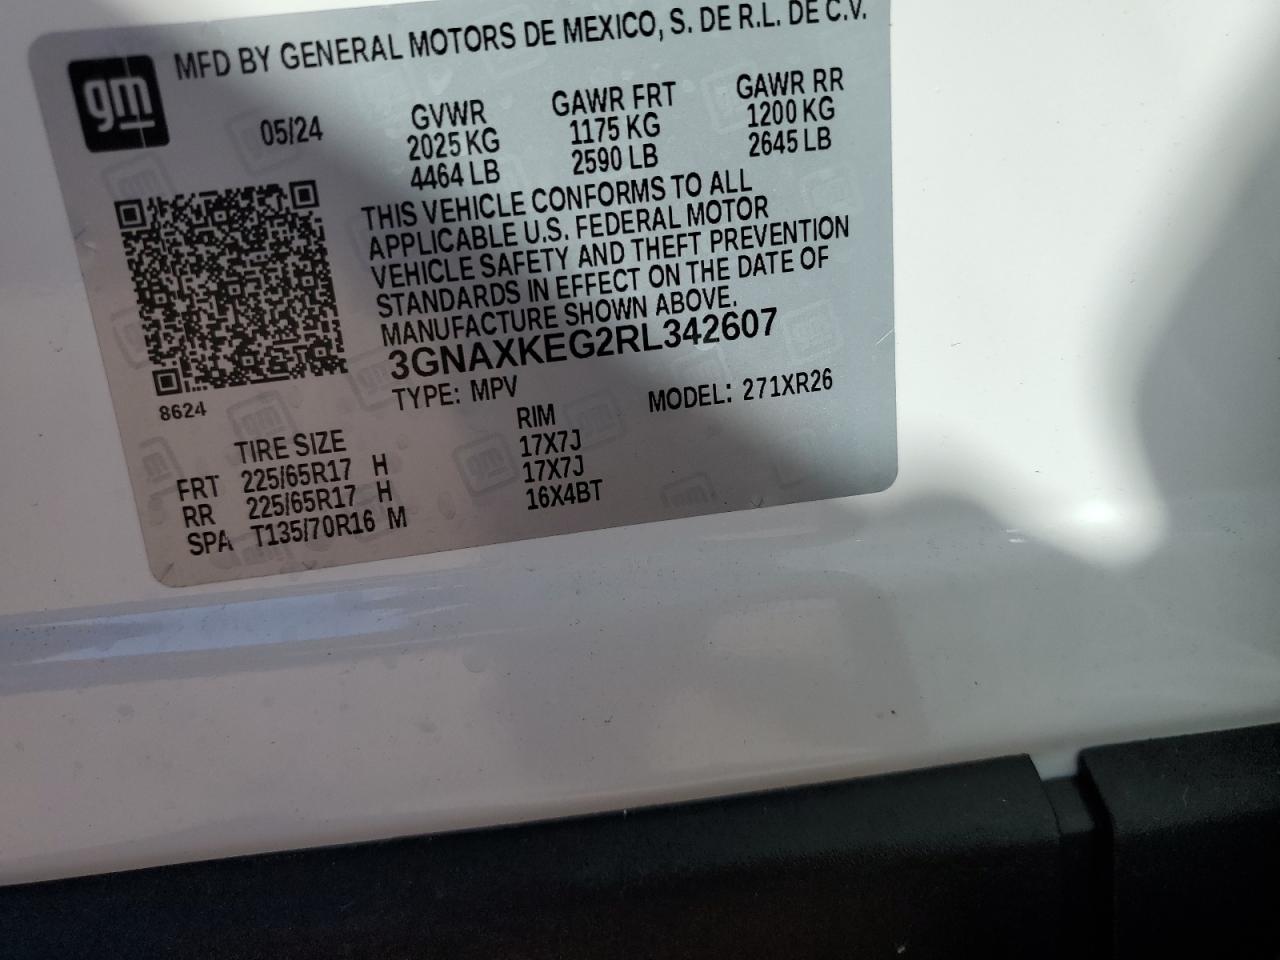 MFD BY GENERAL MOTORS DE MEXICO, S. DE R.L. DE C.V.
gm
05/24
GVWR GAWR FRT GAWR RR
2025 KG 1175 KG 1200 KG
4464 LB 2590 LB 2645 LB
THIS VEHICLE CONFORMS TO ALL
APPLICABLE U.S. FEDERAL MOTOR
VEHICLE SAFETY AND THEFT PREVENTION
STANDARDS IN EFFECT ON THE DATE OF
MANUFACTURE SHOWN ABOVE.
3GNAXKEG2RL342607
TYPE: MPV MODEL: 271XR26
8624
TIRE SIZE RIM
FRT 225/65R17 H 17X7J
RR 225/65R17 H 17X7J
SPA T135/70R16 M 16X4BT